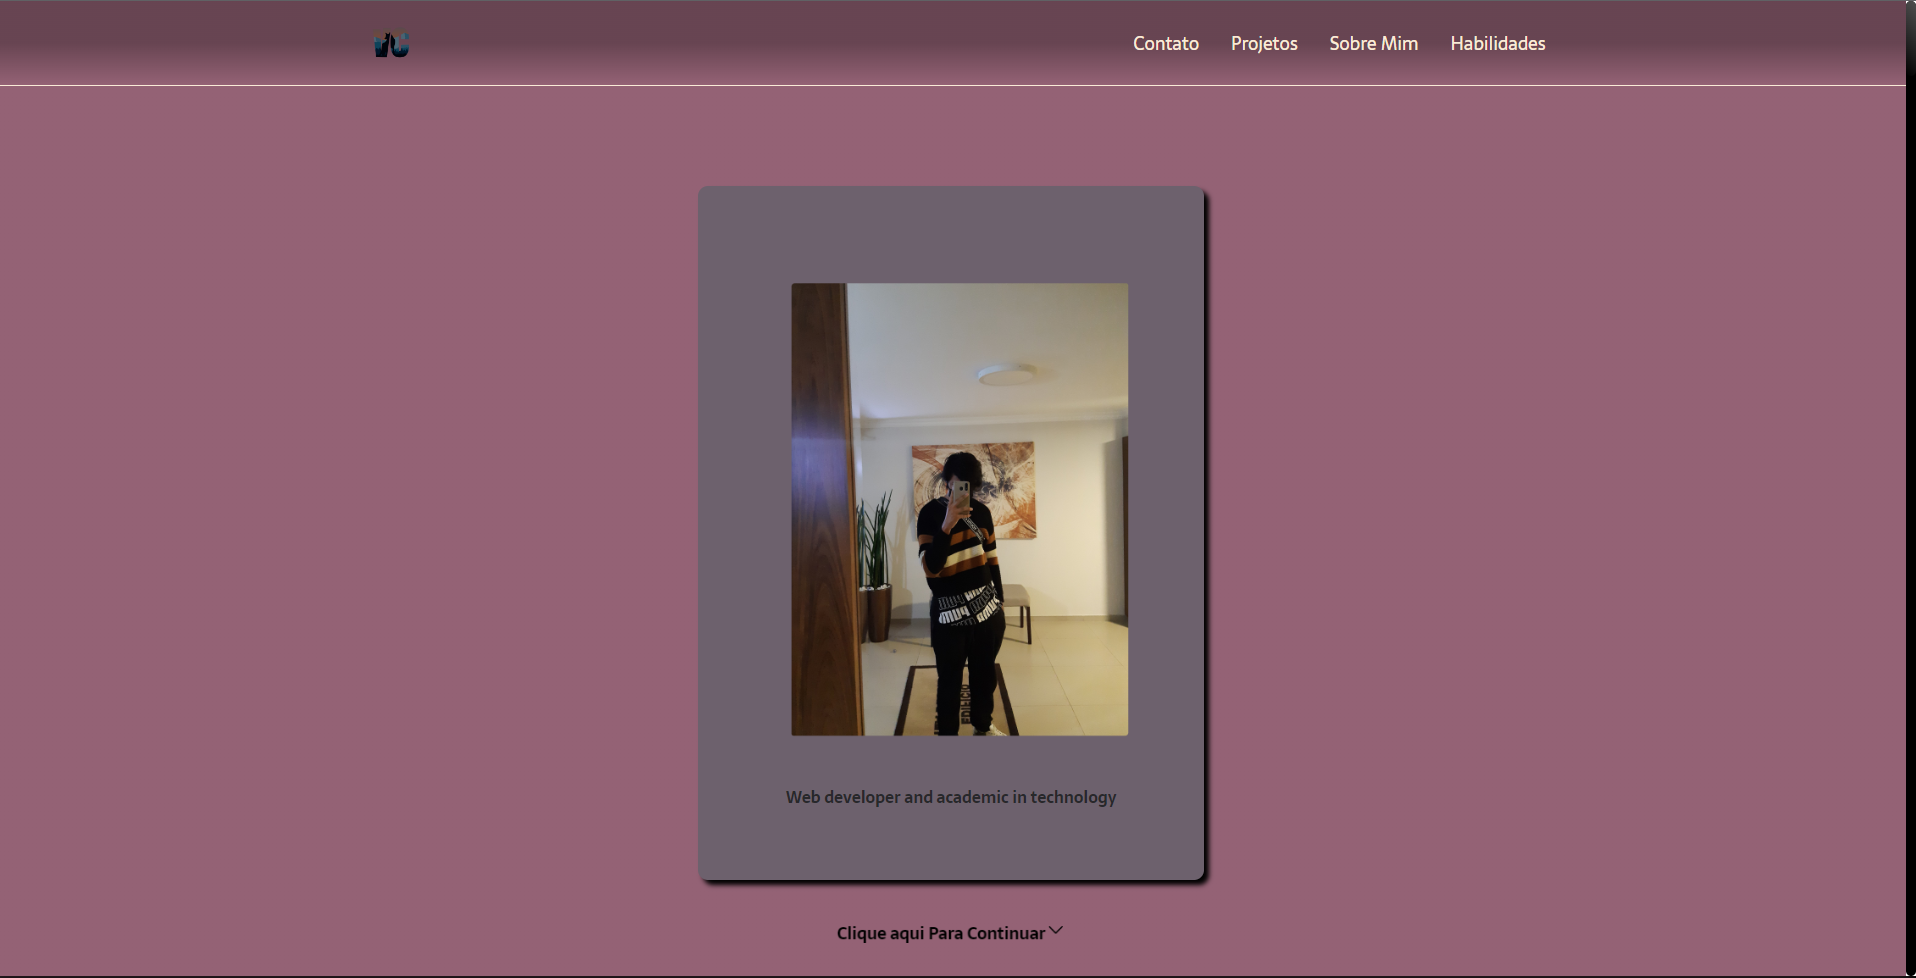 Contato Projetos Sobre Mim Habilidades
Web developer and academic in technology
Clique aqui Para Continuar